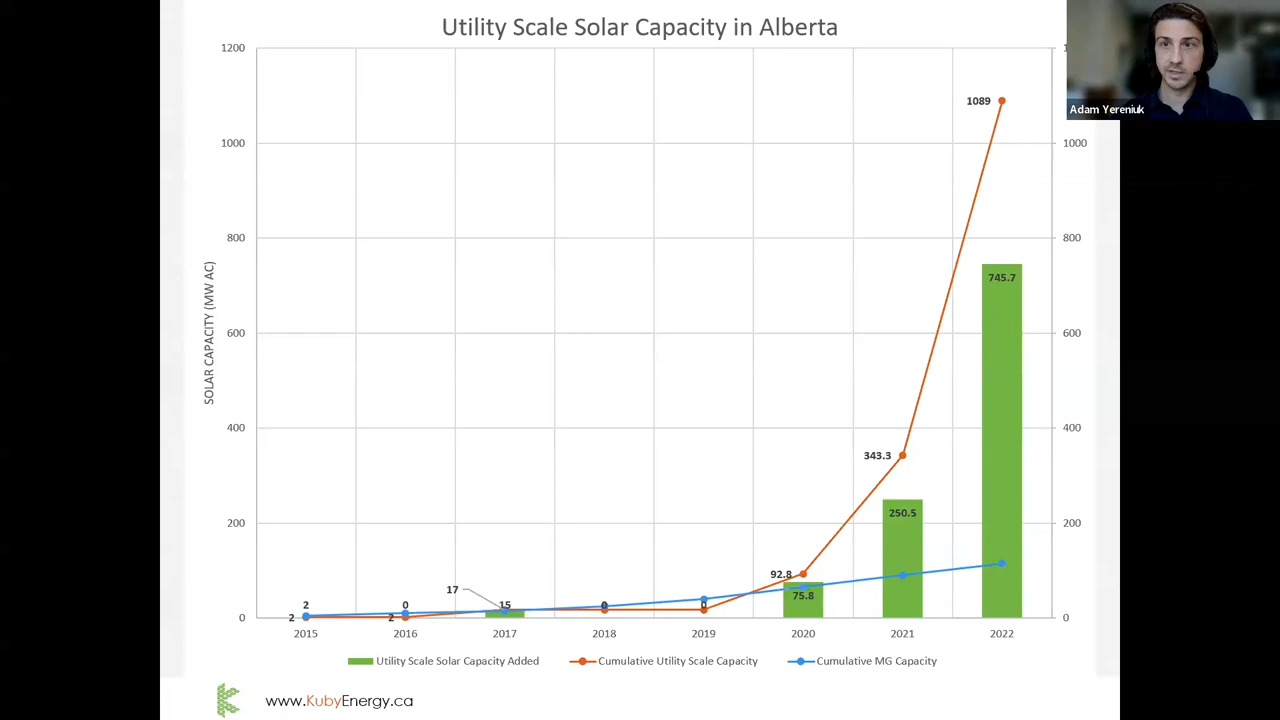 Utility Scale Solar Capacity in Alberta
Adam Yereniuk
SOLAR CAPACITY (MW AC)
1200
1000 1000
800 800
600 600
400 400
200 200
0 0
1089
745.7
343.3
250.5
92.8
75.8
17
2 0 15 0 0
2 2
2015 2016 2017 2018 2019 2020 2021 2022
Utility Scale Solar Capacity Added Cumulative Utility Scale Capacity Cumulative MG Capacity
www.KubyEnergy.ca